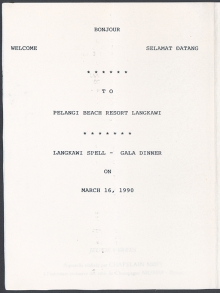 BONJOUR
WELCOME SELAMAT DATANG
* * * * * *
T O
PELANGI BEACH RESORT LANGKAWI
* * * * * * *
LANGKAWI SPELL - GALA DINNER
ON
MARCH 16, 1990